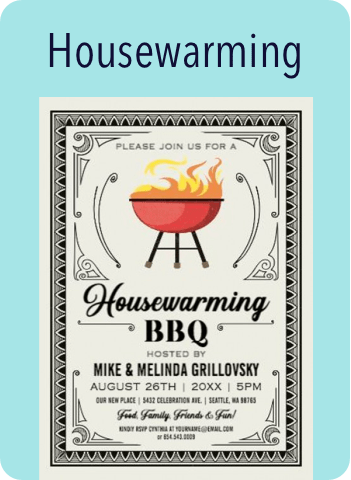 Housewarming
PLEASE JOIN US FOR A
Housewarming
BBQ
HOSTED BY
MIKE & MELINDA GRILLOVSKY
AUGUST 26TH | 20XX | 5PM
OUR NEW PLACE | 5432 CELEBRATION AVE. | SEATTLE, WA 98765
Food, Family, Friends & Fun!
KINDLY RSVP CYNTHIA AT YOURNAME@EMAIL.COM
or 654.543.0009